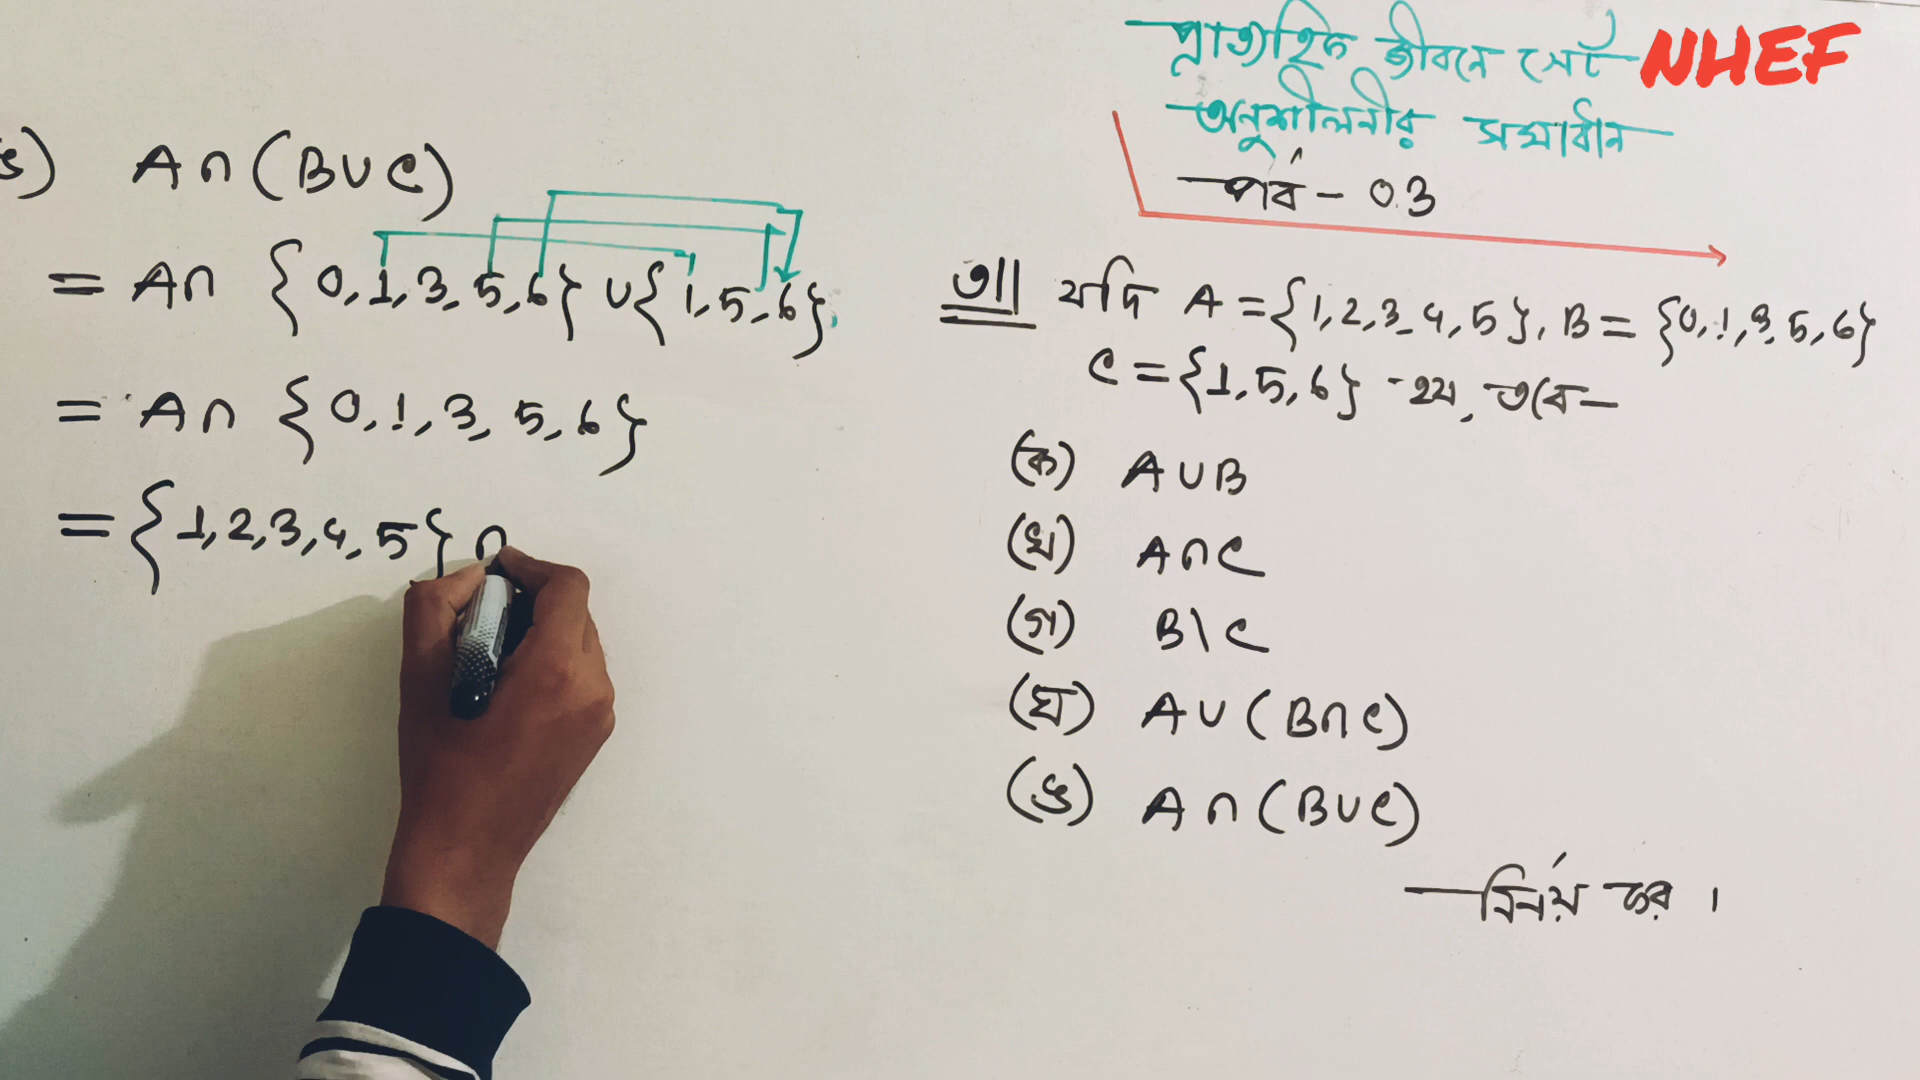 প্রাত্যহিক জীবনে সেট NHEF
অনুশীলনীর সমাধান
পর্ব - 03
ঙ) A∩(B∪C)
= A∩ {0,1,3,5,6} ∪ {1,5,6}
= A∩ {0,1,3,5,6}
= {1,2,3,4,5} ∩
৩।। যদি A = {1,2,3,4,5}, B = {0,1,3,5,6}
C = {1,5,6} হয়, তবে-
(ক) A∪B
(খ) A∩C
(গ) B\C
(ঘ) A∪(B∩C)
(ঙ) A∩(B∪C)
নির্নয় কর ।